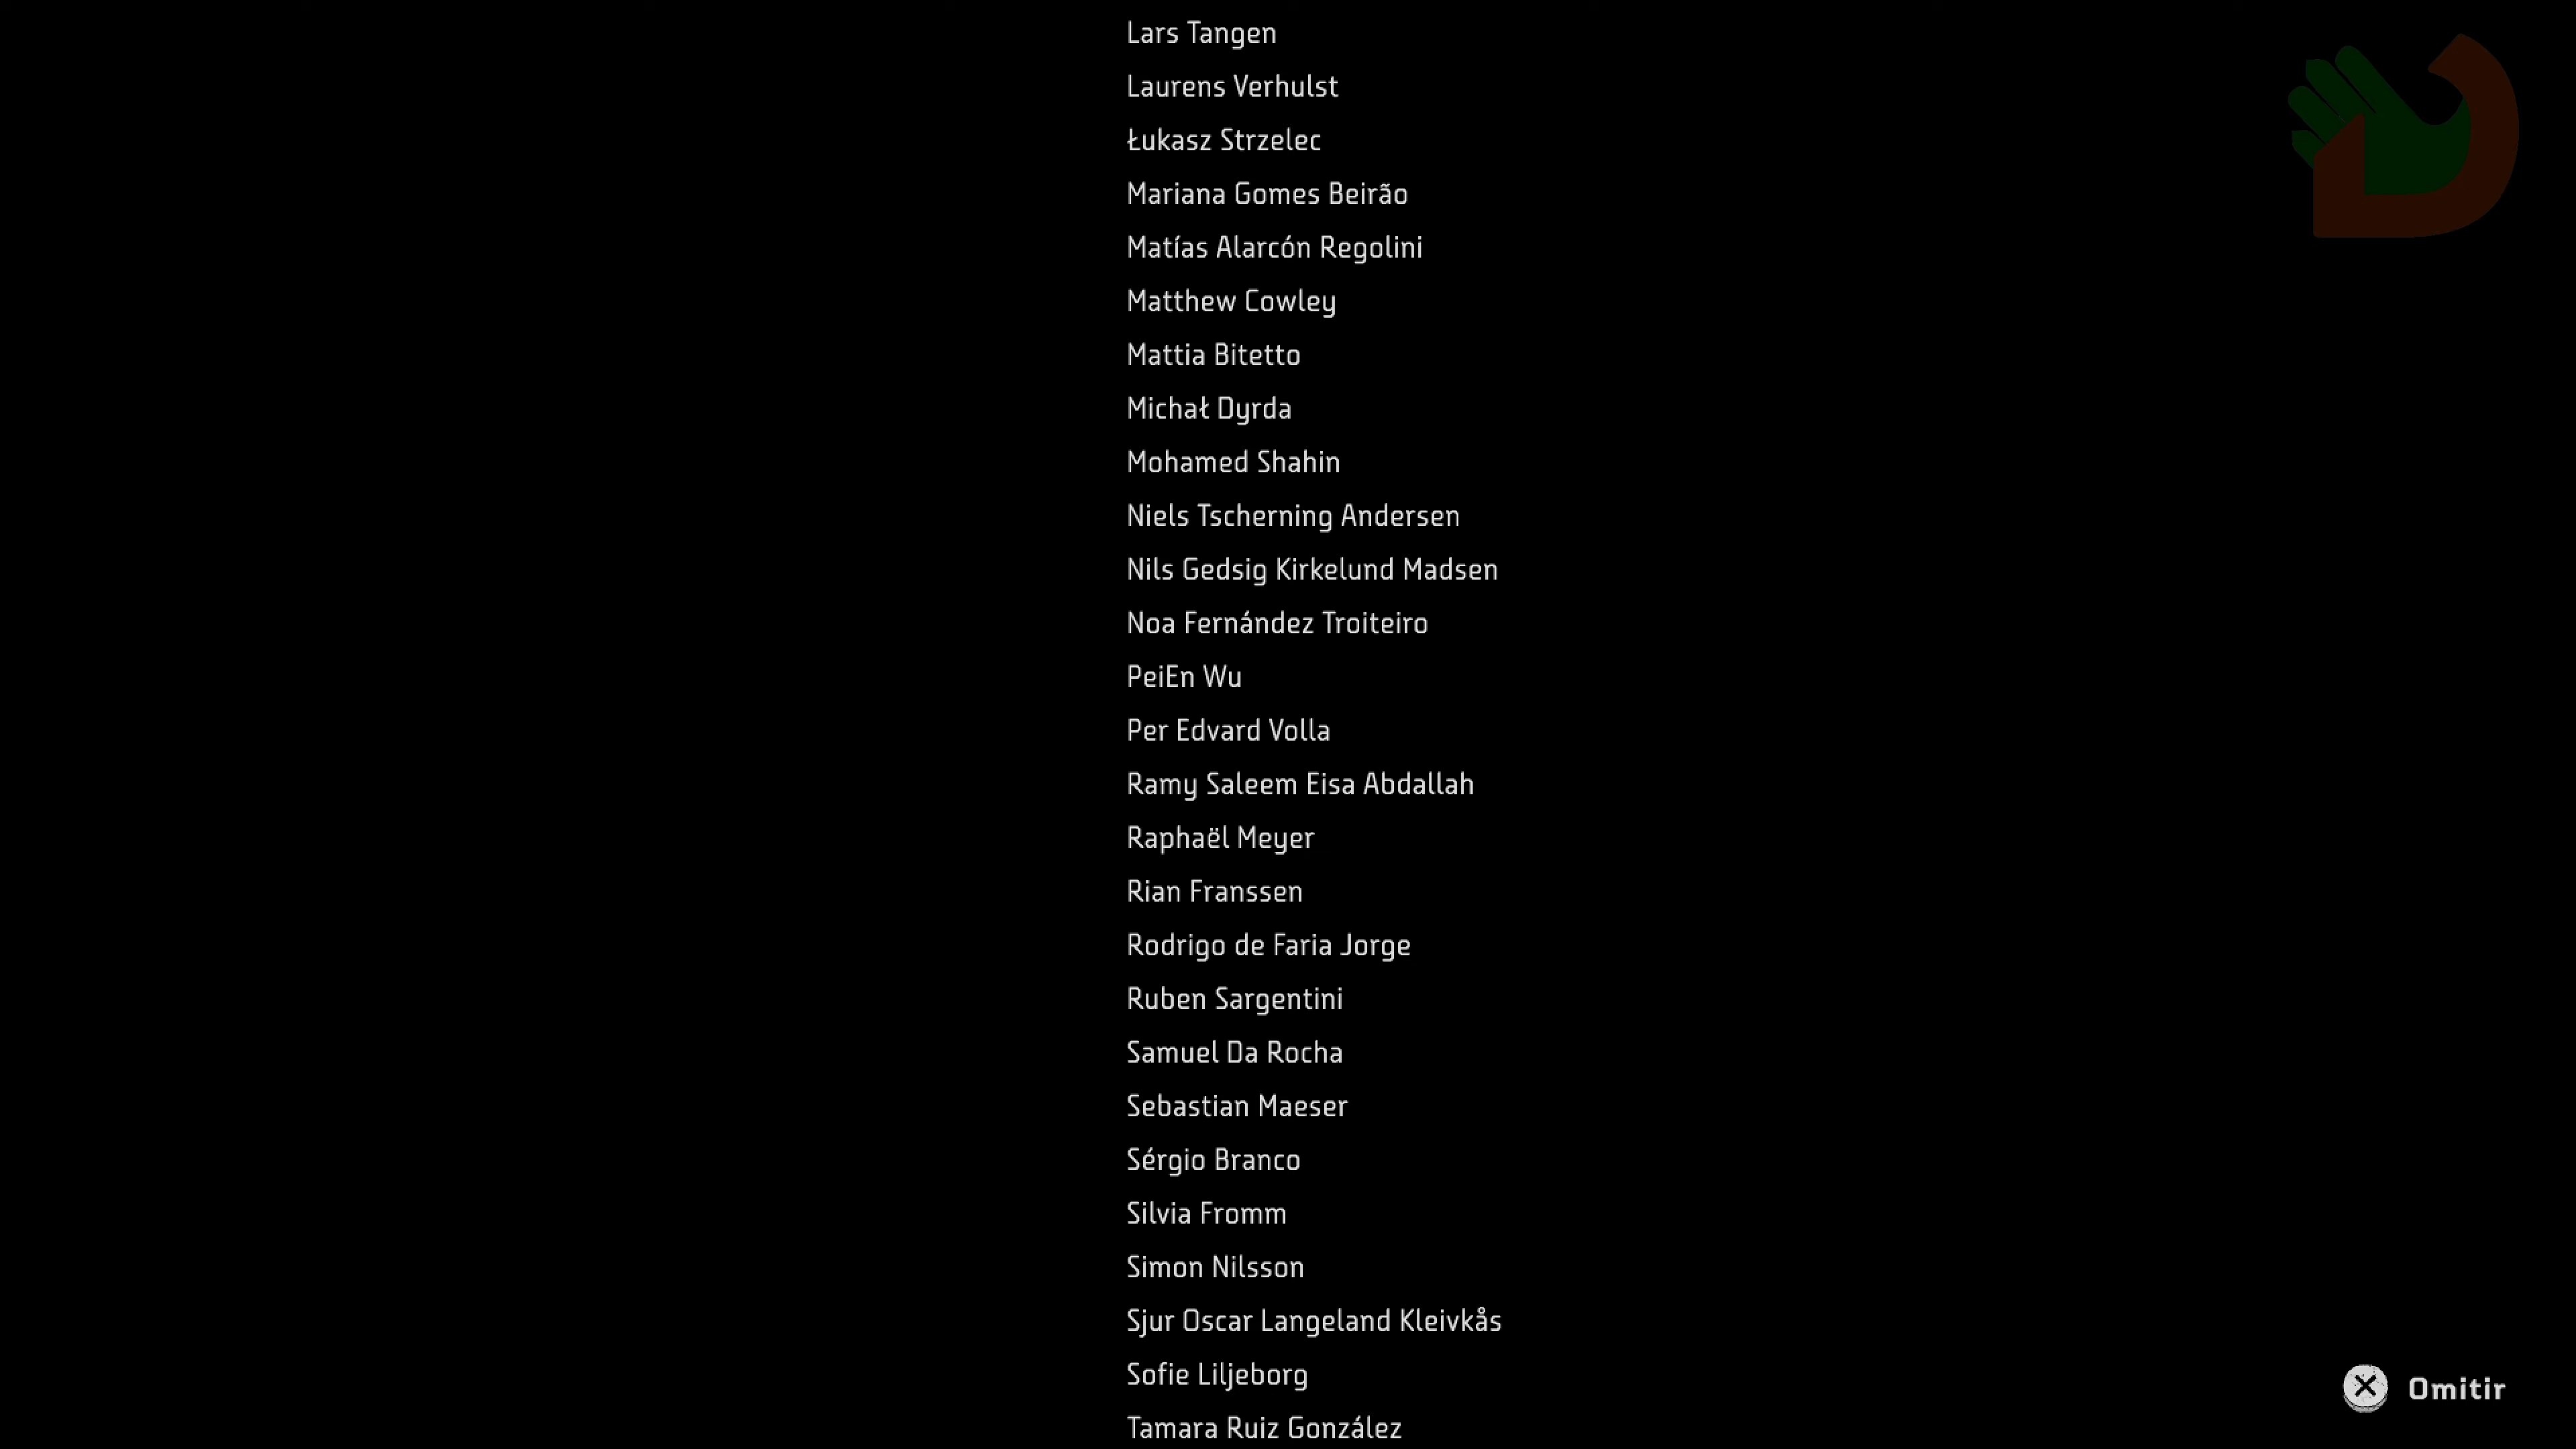 Lars Tangen
Laurens Verhulst
Łukasz Strzelec
Mariana Gomes Beirão
Matías Alarcón Regolini
Matthew Cowley
Mattia Bitetto
Michał Dyrda
Mohamed Shahin
Niels Tscherning Andersen
Nils Gedsig Kirkelund Madsen
Noa Fernández Troiteiro
PeiEn Wu
Per Edvard Volla
Ramy Saleem Eisa Abdallah
Raphaël Meyer
Rian Franssen
Rodrigo de Faria Jorge
Ruben Sargentini
Samuel Da Rocha
Sebastian Maeser
Sérgio Branco
Silvia Fromm
Simon Nilsson
Sjur Oscar Langeland Kleivkås
Sofie Liljeborg
Omitir
Tamara Ruiz González